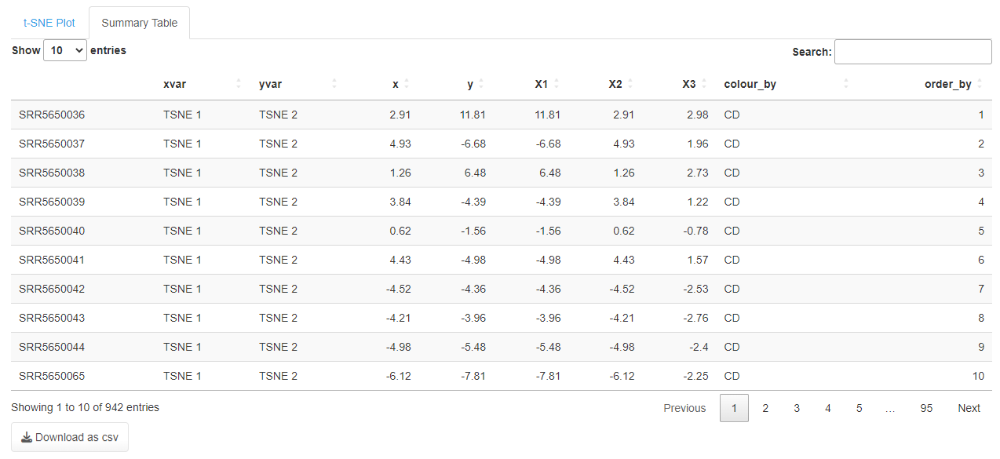 t-SNE Plot Summary Table
Show 10 entries Search:
xvar yvar x y X1 X2 X3 colour_by order_by
SRR5650036 TSNE 1 TSNE 2 2.91 11.81 11.81 2.91 2.98 CD 1
SRR5650037 TSNE 1 TSNE 2 4.93 -6.68 -6.68 4.93 1.96 CD 2
SRR5650038 TSNE 1 TSNE 2 1.26 6.48 6.48 1.26 2.73 CD 3
SRR5650039 TSNE 1 TSNE 2 3.84 -4.39 -4.39 3.84 1.22 CD 4
SRR5650040 TSNE 1 TSNE 2 0.62 -1.56 -1.56 0.62 -0.78 CD 5
SRR5650041 TSNE 1 TSNE 2 4.43 -4.98 -4.98 4.43 1.57 CD 6
SRR5650042 TSNE 1 TSNE 2 -4.52 -4.36 -4.36 -4.52 -2.53 CD 7
SRR5650043 TSNE 1 TSNE 2 -4.21 -3.96 -3.96 -4.21 -2.76 CD 8
SRR5650044 TSNE 1 TSNE 2 -4.98 -5.48 -5.48 -4.98 -2.4 CD 9
SRR5650065 TSNE 1 TSNE 2 -6.12 -7.81 -7.81 -6.12 -2.25 CD 10
Showing 1 to 10 of 942 entries Previous 1 2 3 4 5 … 95 Next
Download as csv